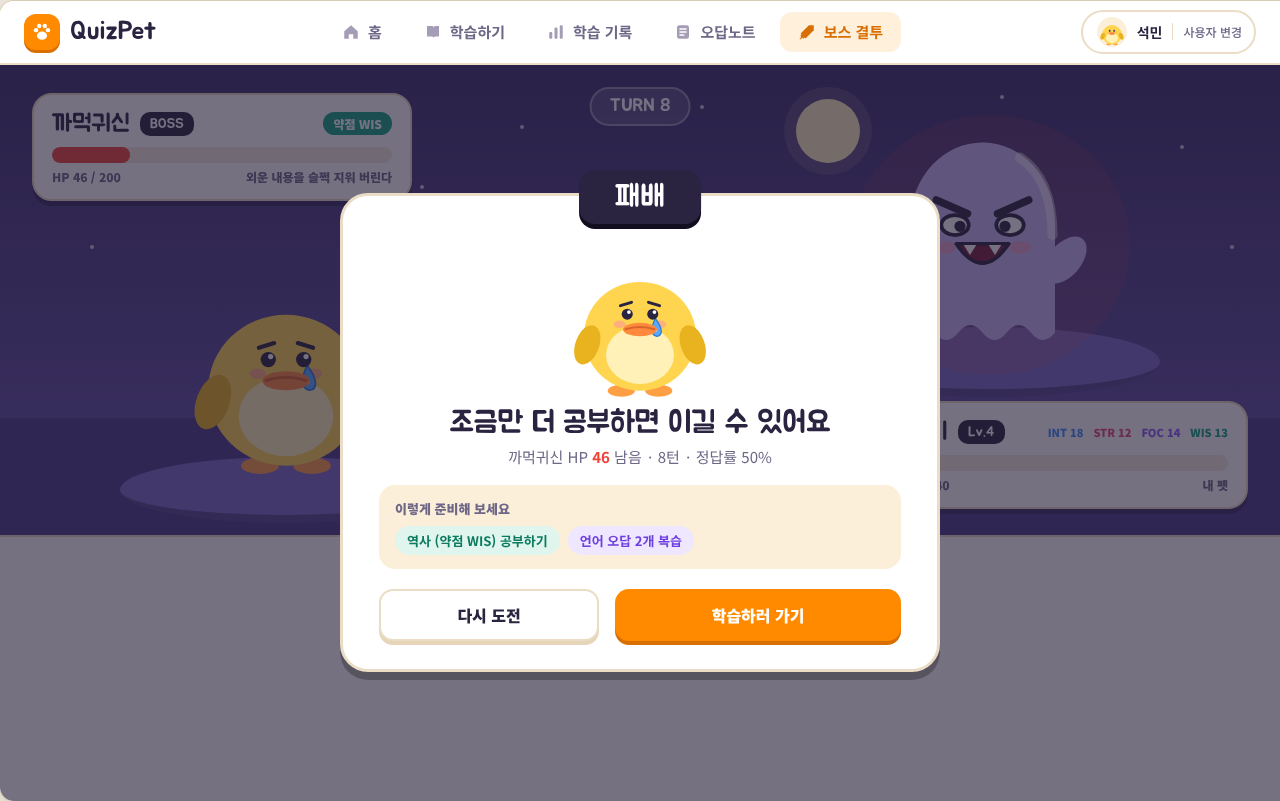 QuizPet
홈
학습하기
학습 기록
오답노트
보스 결투
석민
사용자 변경
까먹귀신
BOSS
약점 WIS
HP 46 / 200
외운 내용을 슬쩍 지워 버린다
TURN 8
패배
조금만 더 공부하면 이길 수 있어요
까먹귀신 HP 46 남음 · 8턴 · 정답률 50%
이렇게 준비해 보세요
역사 (약점 WIS) 공부하기
언어 오답 2개 복습
다시 도전
학습하러 가기
Lv.4
INT 18 STR 12 FOC 14 WIS 13
내 펫